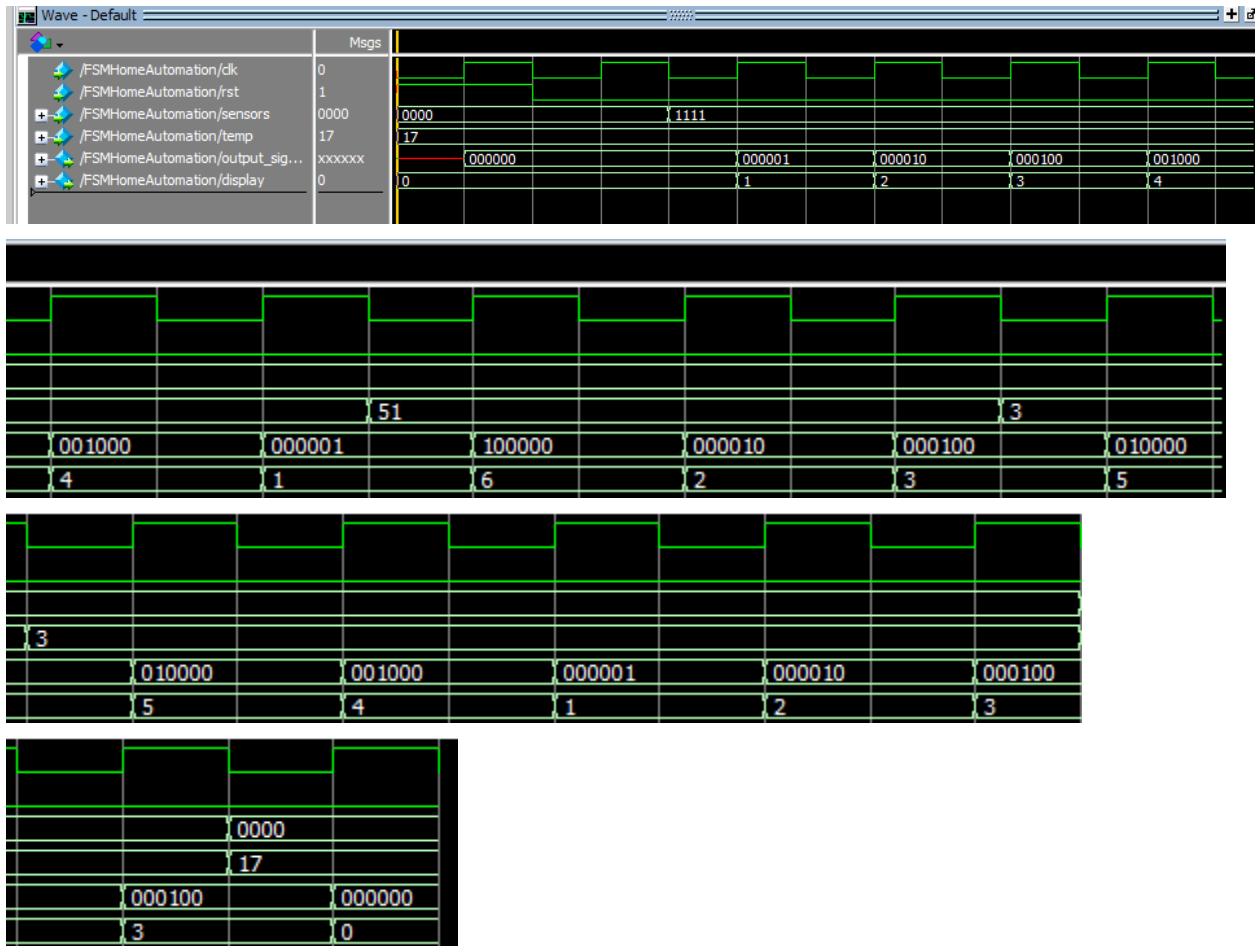 Wave - Default
Msgs
/FSMHomeAutomation/clk 0
/FSMHomeAutomation/rst 1
/FSMHomeAutomation/sensors 0000 0000 1111
/FSMHomeAutomation/temp 17 17
/FSMHomeAutomation/output_sig... xxxxxx 000000 000001 000010 000100 001000
/FSMHomeAutomation/display 0 0 1 2 3 4
51 3
001000 000001 100000 000010 000100 010000
4 1 6 2 3 5
3
010000 001000 000001 000010 000100
5 4 1 2 3
0000
17
000100 000000
3 0